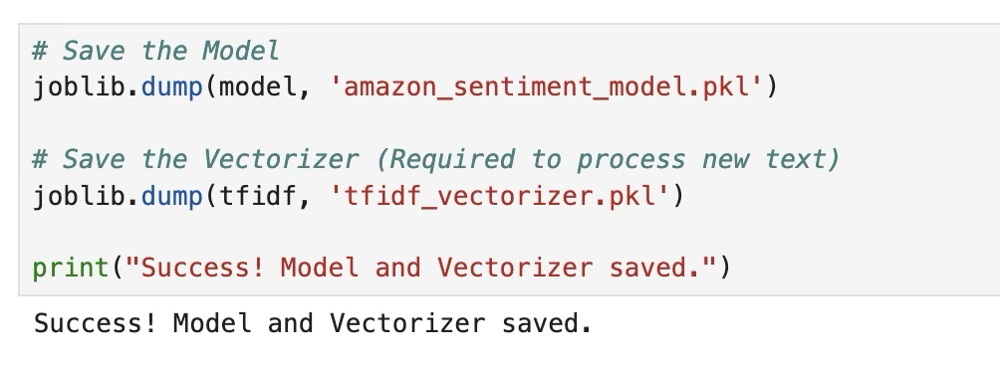 # Save the Model
joblib.dump(model, 'amazon_sentiment_model.pkl')
# Save the Vectorizer (Required to process new text)
joblib.dump(tfidf, 'tfidf_vectorizer.pkl')
print("Success! Model and Vectorizer saved.")
Success! Model and Vectorizer saved.